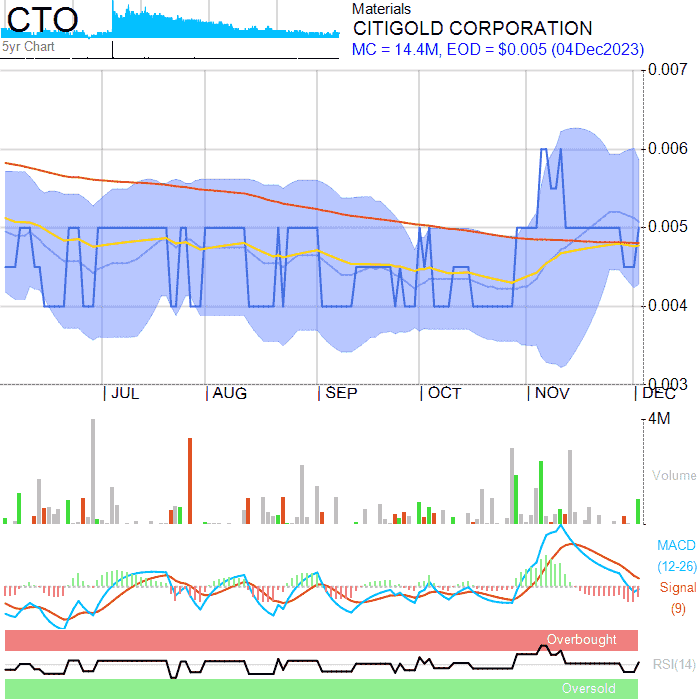 CTO
5yr Chart
Materials
CITIGOLD CORPORATION
MC = 14.4M, EOD = $0.005 (04Dec2023)
0.007
0.006
0.005
0.004
0.003
JUL AUG SEP OCT NOV DEC
4M
Volume
MACD
(12-26)
Signal
(9)
Overbought
RSI(14)
Oversold